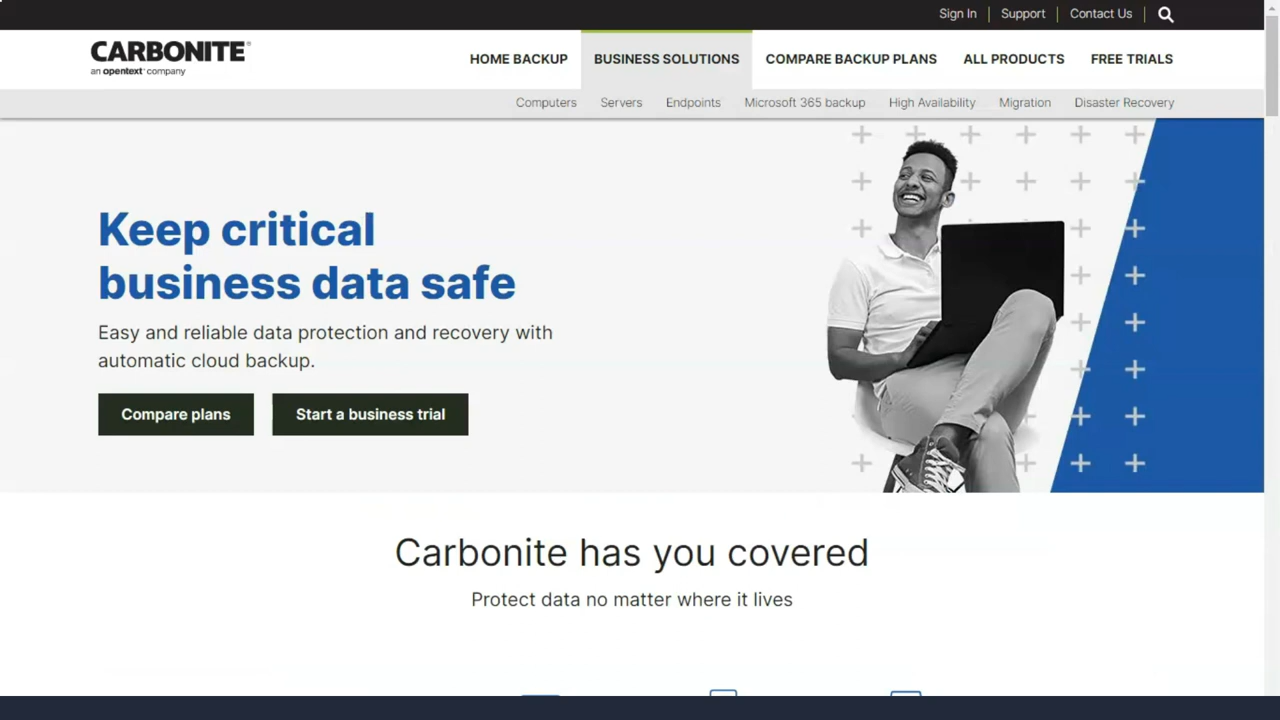 Sign In Support Contact Us
CARBONITE®
an opentext™ company
HOME BACKUP BUSINESS SOLUTIONS COMPARE BACKUP PLANS ALL PRODUCTS FREE TRIALS
Computers Servers Endpoints Microsoft 365 backup High Availability Migration Disaster Recovery
Keep critical
business data safe
Easy and reliable data protection and recovery with
automatic cloud backup.
Compare plans Start a business trial
Carbonite has you covered
Protect data no matter where it lives